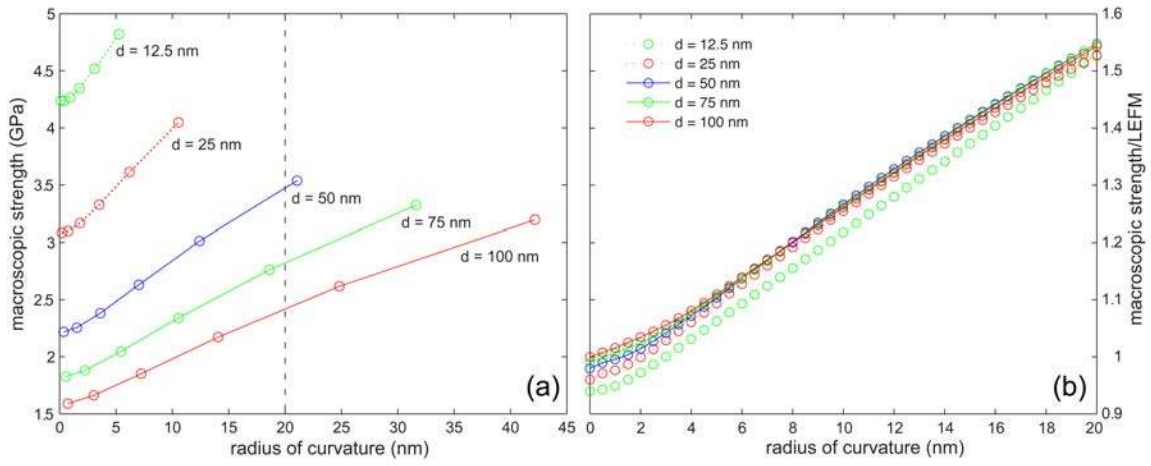 5
4.5
4
3.5
3
2.5
2
1.5
macroscopic strength (GPa)
d = 12.5 nm
d = 25 nm
d = 50 nm
d = 75 nm
d = 100 nm
(a)
0 5 10 15 20 25 30 35 40 45
radius of curvature (nm)
d = 12.5 nm
d = 25 nm
d = 50 nm
d = 75 nm
d = 100 nm
(b)
0 2 4 6 8 10 12 14 16 18 20
radius of curvature (nm)
1.6
1.5
1.4
1.3
1.2
1.1
1
0.9
macroscopic strength/LEFM